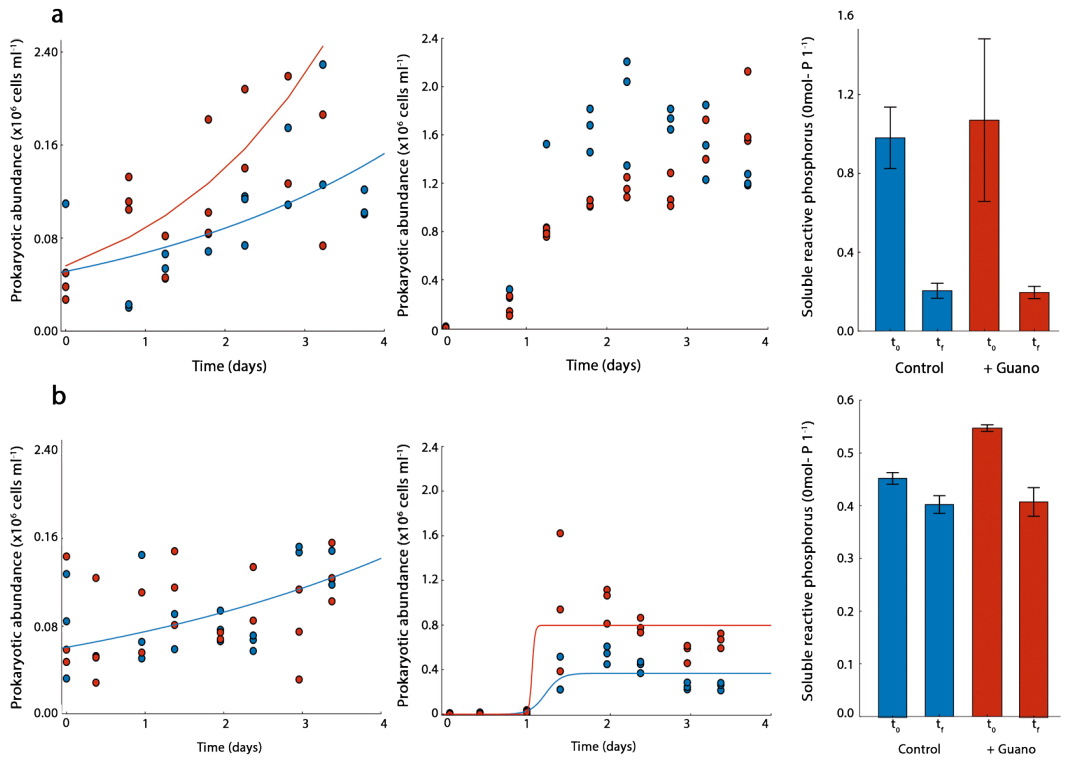 a
Prokaryotic abundance (x10⁶ cells ml⁻¹)
2.40
0.16
0.08
0.00
0
1
2
3
4
Time (days)
Prokaryotic abundance (x10⁶ cells ml⁻¹)
2.4
2.0
1.6
1.2
0.8
0.4
0
0
1
2
3
4
Time (days)
Soluble reactive phosphorus (0mol- P 1⁻¹)
1.6
1.2
0.8
0.4
0.0
t₀
t_f
t₀
t_f
Control
+ Guano
b
Prokaryotic abundance (x10⁶ cells ml⁻¹)
2.40
0.16
0.08
0.00
0
1
2
3
4
Time (days)
Prokaryotic abundance (x10⁶ cells ml⁻¹)
2.4
2.0
1.6
1.2
0.8
0.4
0
0
1
2
3
4
Time (days)
Soluble reactive phosphorus (0mol- P 1⁻¹)
0.6
0.5
0.4
0.3
0.2
0.1
0.0
t₀
t_f
t₀
t_f
Control
+ Guano